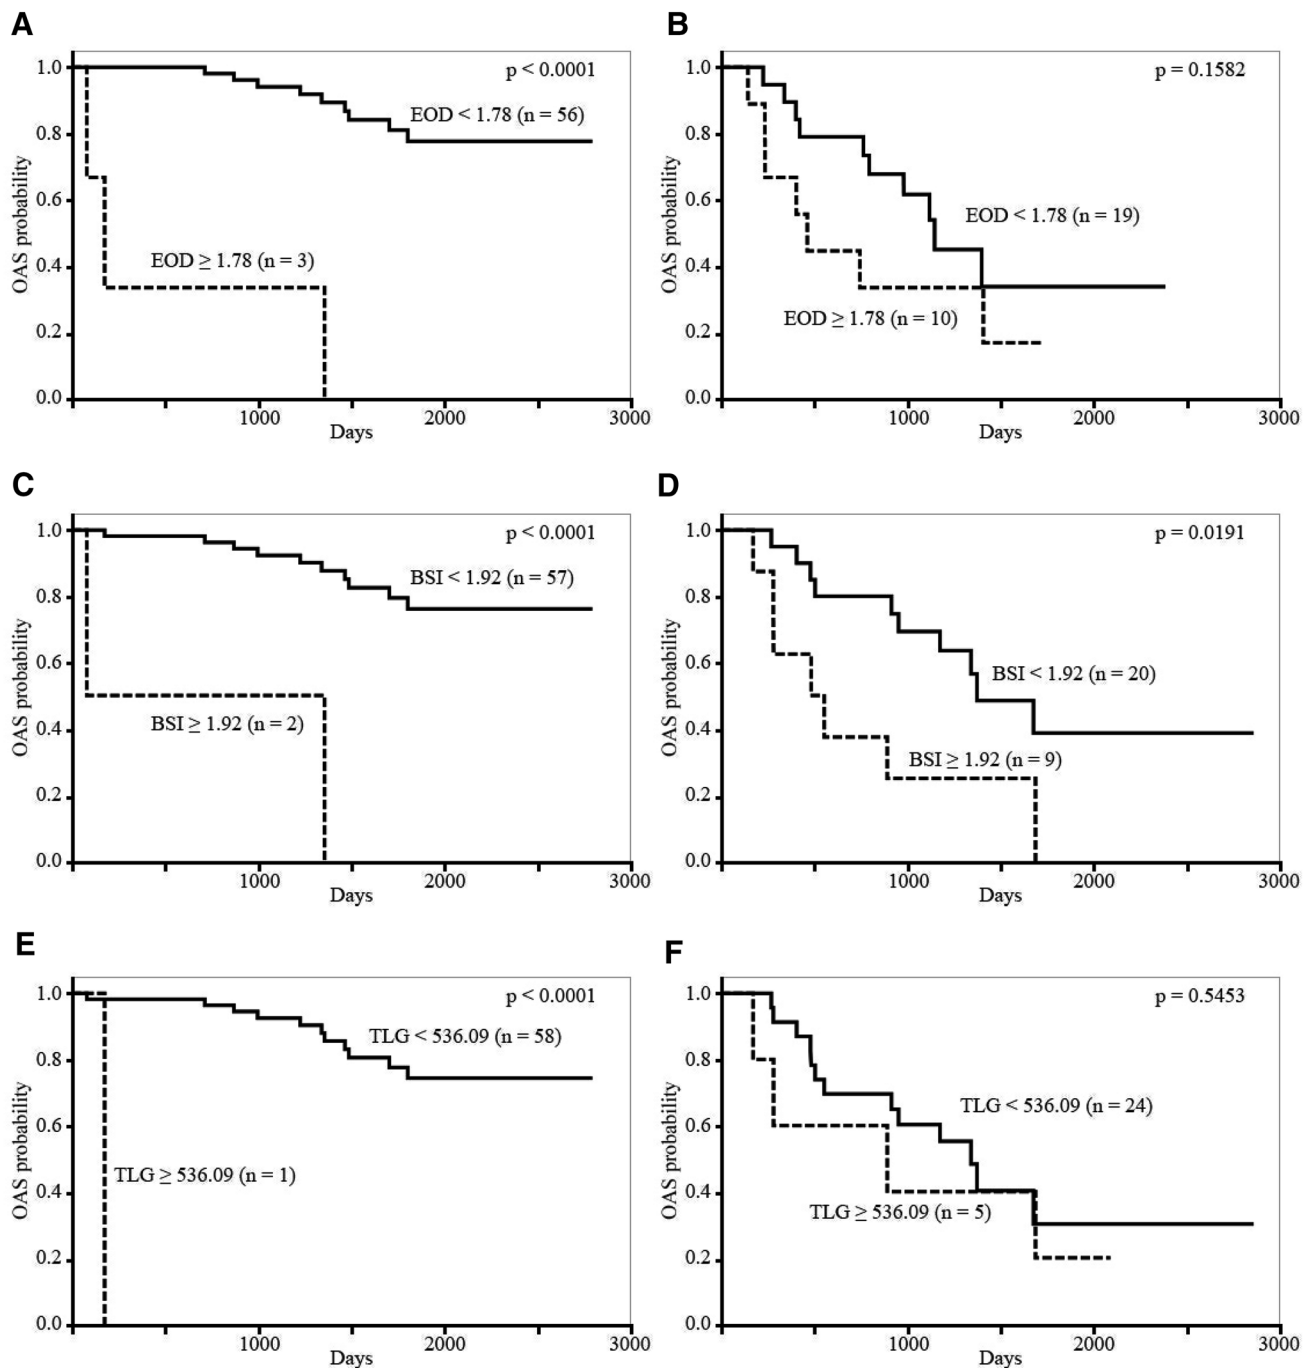 A
1.0
0.8
0.6
0.4
0.2
0.0
OAS probability
p < 0.0001
EOD < 1.78 (n = 56)
EOD ≥ 1.78 (n = 3)
1000
2000
3000
Days
B
1.0
0.8
0.6
0.4
0.2
0.0
OAS probability
p = 0.1582
EOD < 1.78 (n = 19)
EOD ≥ 1.78 (n = 10)
1000
2000
3000
Days
C
1.0
0.8
0.6
0.4
0.2
0.0
OAS probability
p < 0.0001
BSI < 1.92 (n = 57)
BSI ≥ 1.92 (n = 2)
1000
2000
3000
Days
D
1.0
0.8
0.6
0.4
0.2
0.0
OAS probability
p = 0.0191
BSI < 1.92 (n = 20)
BSI ≥ 1.92 (n = 9)
1000
2000
3000
Days
E
1.0
0.8
0.6
0.4
0.2
0.0
OAS probability
p < 0.0001
TLG < 536.09 (n = 58)
TLG ≥ 536.09 (n = 1)
1000
2000
3000
Days
F
1.0
0.8
0.6
0.4
0.2
0.0
OAS probability
p = 0.5453
TLG < 536.09 (n = 24)
TLG ≥ 536.09 (n = 5)
1000
2000
3000
Days